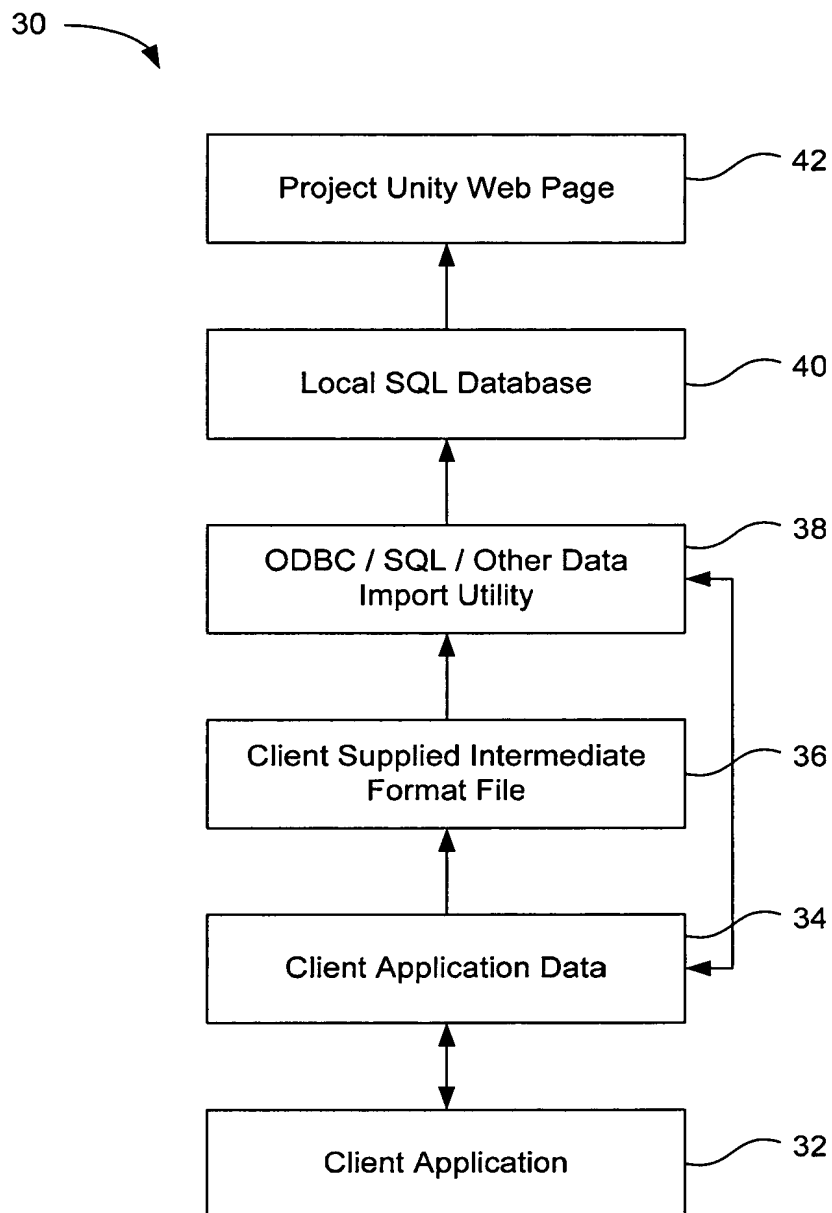 30
Project Unity Web Page
42
Local SQL Database
40
ODBC / SQL / Other Data
Import Utility
38
Client Supplied Intermediate
Format File
36
Client Application Data
34
Client Application
32